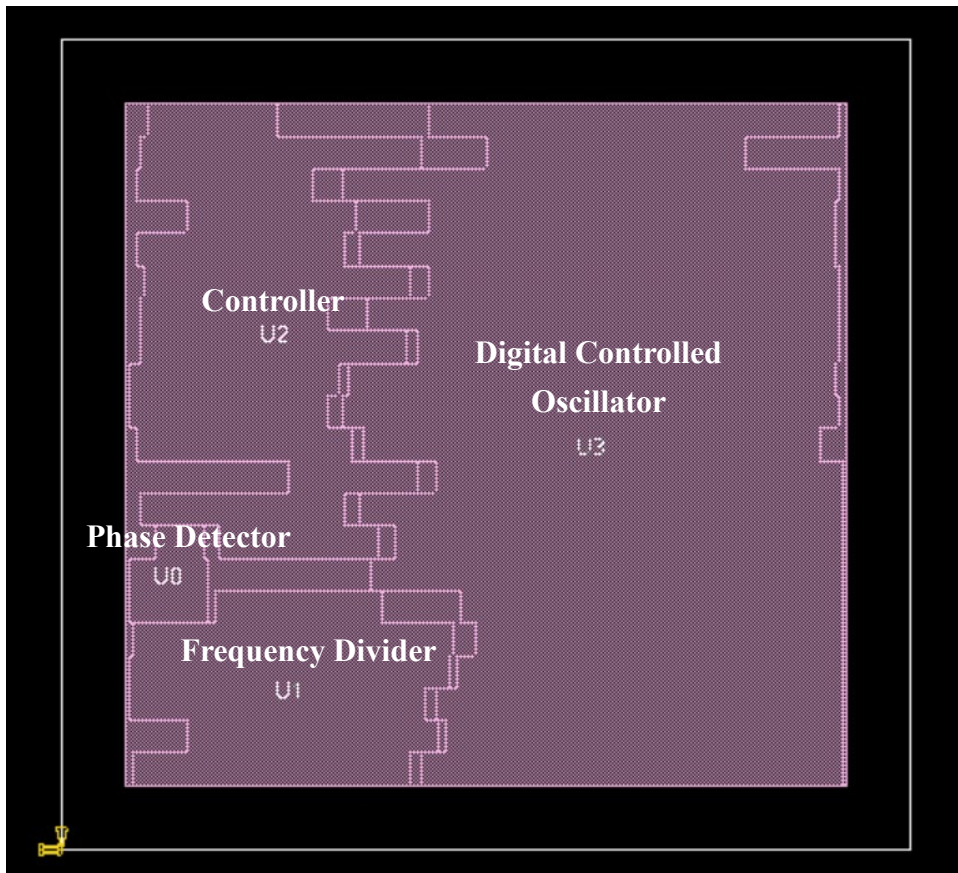 Controller
U2
Digital Controlled
Oscillator
U3
Phase Detector
U0
Frequency Divider
U1